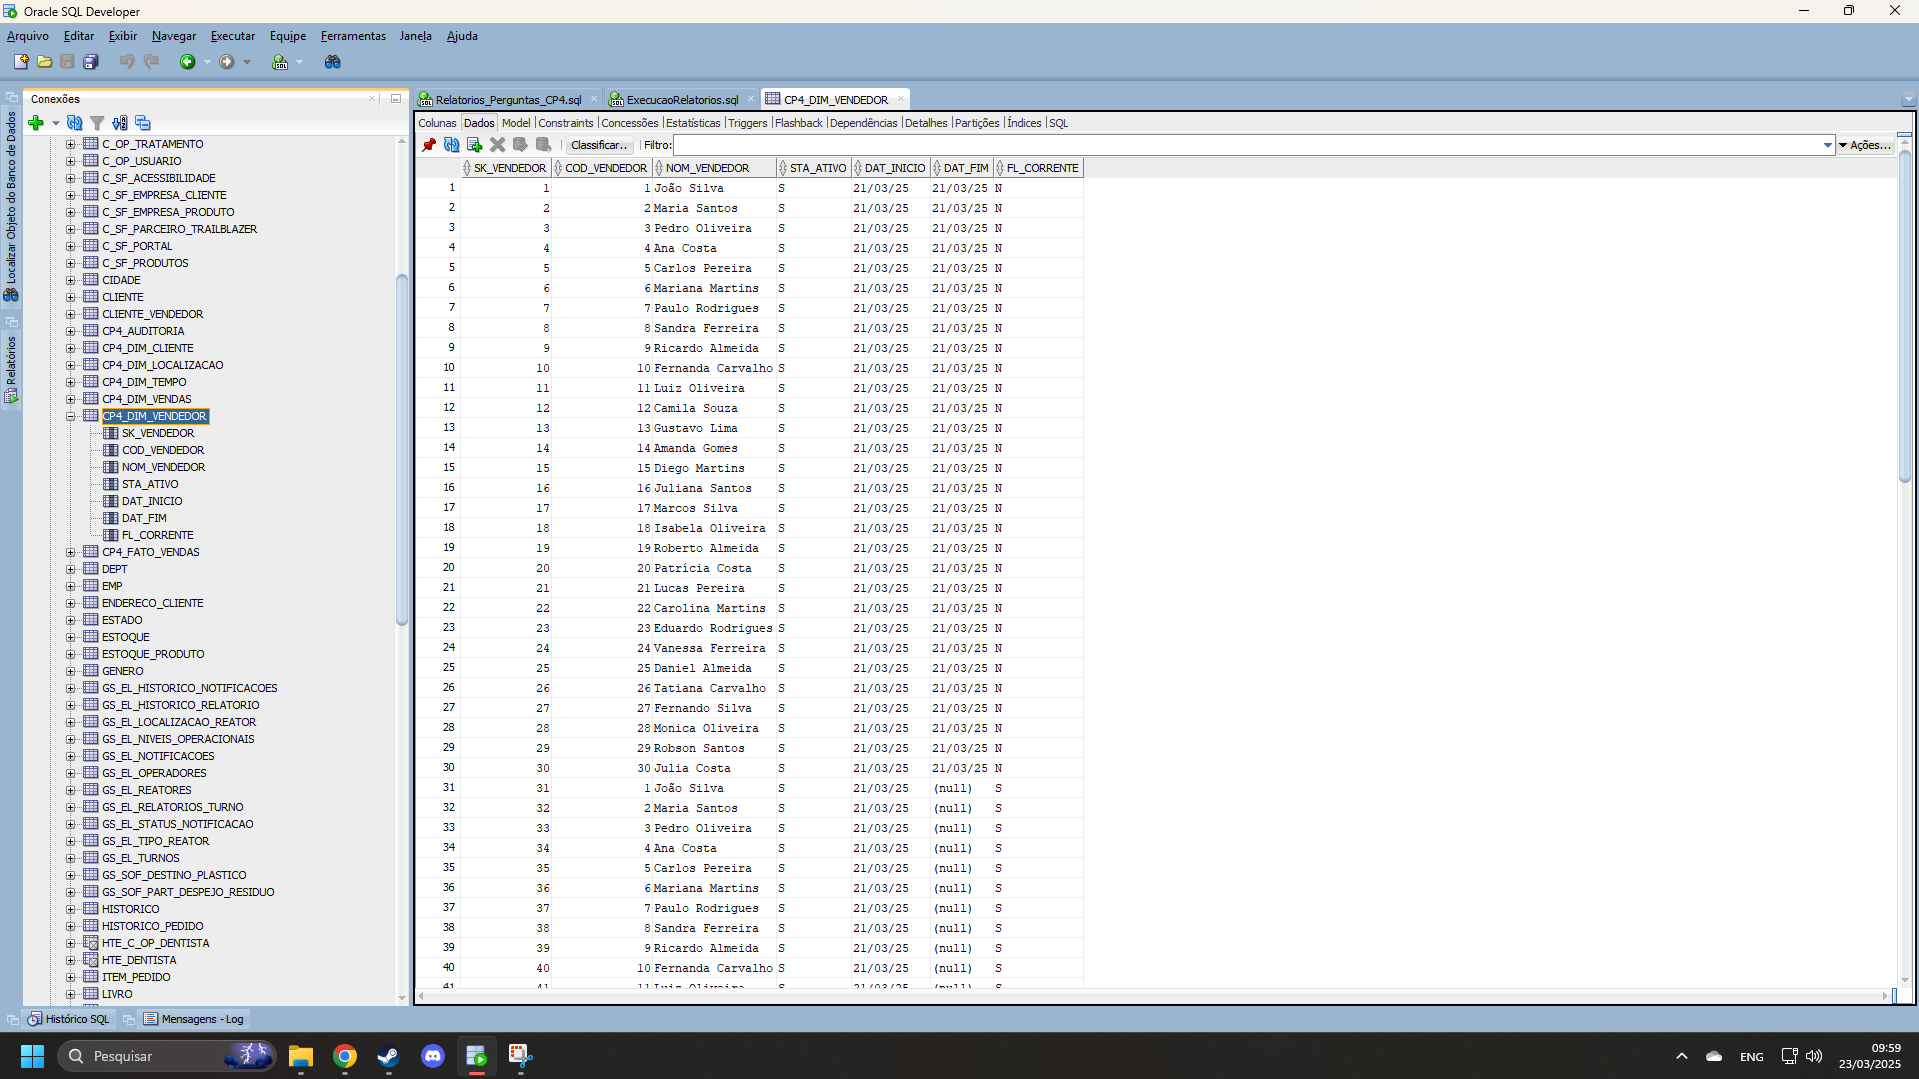 Oracle SQL Developer
Arquivo Editar Exibir Navegar Executar Equipe Ferramentas Janela Ajuda
Localizar Objeto do Banco de Dados
Relatórios
Conexões
C_OP_TRATAMENTO
C_OP_USUARIO
C_SF_ACESSIBILIDADE
C_SF_EMPRESA_CLIENTE
C_SF_EMPRESA_PRODUTO
C_SF_PARCEIRO_TRAILBLAZER
C_SF_PORTAL
C_SF_PRODUTOS
CIDADE
CLIENTE
CLIENTE_VENDEDOR
CP4_AUDITORIA
CP4_DIM_CLIENTE
CP4_DIM_LOCALIZACAO
CP4_DIM_TEMPO
CP4_DIM_VENDAS
CP4_DIM_VENDEDOR
SK_VENDEDOR
COD_VENDEDOR
NOM_VENDEDOR
STA_ATIVO
DAT_INICIO
DAT_FIM
FL_CORRENTE
CP4_FATO_VENDAS
DEPT
EMP
ENDERECO_CLIENTE
ESTADO
ESTOQUE
ESTOQUE_PRODUTO
GENERO
GS_EL_HISTORICO_NOTIFICACOES
GS_EL_HISTORICO_RELATORIO
GS_EL_LOCALIZACAO_REATOR
GS_EL_NIVEIS_OPERACIONAIS
GS_EL_NOTIFICACOES
GS_EL_OPERADORES
GS_EL_REATORES
GS_EL_RELATORIOS_TURNO
GS_EL_STATUS_NOTIFICACAO
GS_EL_TIPO_REATOR
GS_EL_TURNOS
GS_SOF_DESTINO_PLASTICO
GS_SOF_PART_DESPEJO_RESIDUO
HISTORICO
HISTORICO_PEDIDO
HTE_C_OP_DENTISTA
HTE_DENTISTA
ITEM_PEDIDO
LIVRO
Relatorios_Perguntas_CP4.sql ExecucaoRelatorios.sql CP4_DIM_VENDEDOR
Colunas Dados Model Constraints Concessões Estatísticas Triggers Flashback Dependências Detalhes Partições Índices SQL
Classificar.. Filtro: Ações...
SK_VENDEDOR COD_VENDEDOR NOM_VENDEDOR STA_ATIVO DAT_INICIO DAT_FIM FL_CORRENTE
1 1 1 João Silva S 21/03/25 21/03/25 N
2 2 2 Maria Santos S 21/03/25 21/03/25 N
3 3 3 Pedro Oliveira S 21/03/25 21/03/25 N
4 4 4 Ana Costa S 21/03/25 21/03/25 N
5 5 5 Carlos Pereira S 21/03/25 21/03/25 N
6 6 6 Mariana Martins S 21/03/25 21/03/25 N
7 7 7 Paulo Rodrigues S 21/03/25 21/03/25 N
8 8 8 Sandra Ferreira S 21/03/25 21/03/25 N
9 9 9 Ricardo Almeida S 21/03/25 21/03/25 N
10 10 10 Fernanda Carvalho S 21/03/25 21/03/25 N
11 11 11 Luiz Oliveira S 21/03/25 21/03/25 N
12 12 12 Camila Souza S 21/03/25 21/03/25 N
13 13 13 Gustavo Lima S 21/03/25 21/03/25 N
14 14 14 Amanda Gomes S 21/03/25 21/03/25 N
15 15 15 Diego Martins S 21/03/25 21/03/25 N
16 16 16 Juliana Santos S 21/03/25 21/03/25 N
17 17 17 Marcos Silva S 21/03/25 21/03/25 N
18 18 18 Isabela Oliveira S 21/03/25 21/03/25 N
19 19 19 Roberto Almeida S 21/03/25 21/03/25 N
20 20 20 Patrícia Costa S 21/03/25 21/03/25 N
21 21 21 Lucas Pereira S 21/03/25 21/03/25 N
22 22 22 Carolina Martins S 21/03/25 21/03/25 N
23 23 23 Eduardo Rodrigues S 21/03/25 21/03/25 N
24 24 24 Vanessa Ferreira S 21/03/25 21/03/25 N
25 25 25 Daniel Almeida S 21/03/25 21/03/25 N
26 26 26 Tatiana Carvalho S 21/03/25 21/03/25 N
27 27 27 Fernando Silva S 21/03/25 21/03/25 N
28 28 28 Monica Oliveira S 21/03/25 21/03/25 N
29 29 29 Robson Santos S 21/03/25 21/03/25 N
30 30 30 Julia Costa S 21/03/25 21/03/25 N
31 31 1 João Silva S 21/03/25 (null) S
32 32 2 Maria Santos S 21/03/25 (null) S
33 33 3 Pedro Oliveira S 21/03/25 (null) S
34 34 4 Ana Costa S 21/03/25 (null) S
35 35 5 Carlos Pereira S 21/03/25 (null) S
36 36 6 Mariana Martins S 21/03/25 (null) S
37 37 7 Paulo Rodrigues S 21/03/25 (null) S
38 38 8 Sandra Ferreira S 21/03/25 (null) S
39 39 9 Ricardo Almeida S 21/03/25 (null) S
40 40 10 Fernanda Carvalho S 21/03/25 (null) S
41 41 11 Luiz Oliveira S 21/03/25 (null) S
Histórico SQL Mensagens - Log
Pesquisar
ENG
09:59
23/03/2025